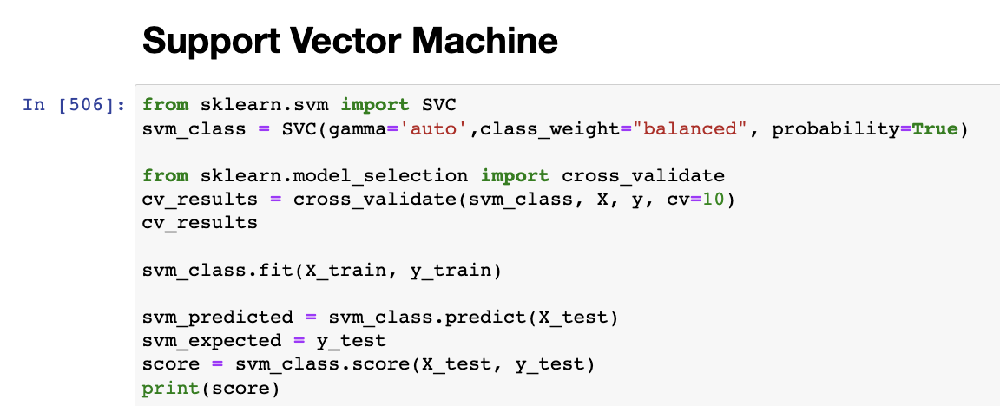 Support Vector Machine
In [506]:
from sklearn.svm import SVC
svm_class = SVC(gamma='auto',class_weight="balanced", probability=True)
from sklearn.model_selection import cross_validate
cv_results = cross_validate(svm_class, X, y, cv=10)
cv_results
svm_class.fit(X_train, y_train)
svm_predicted = svm_class.predict(X_test)
svm_expected = y_test
score = svm_class.score(X_test, y_test)
print(score)